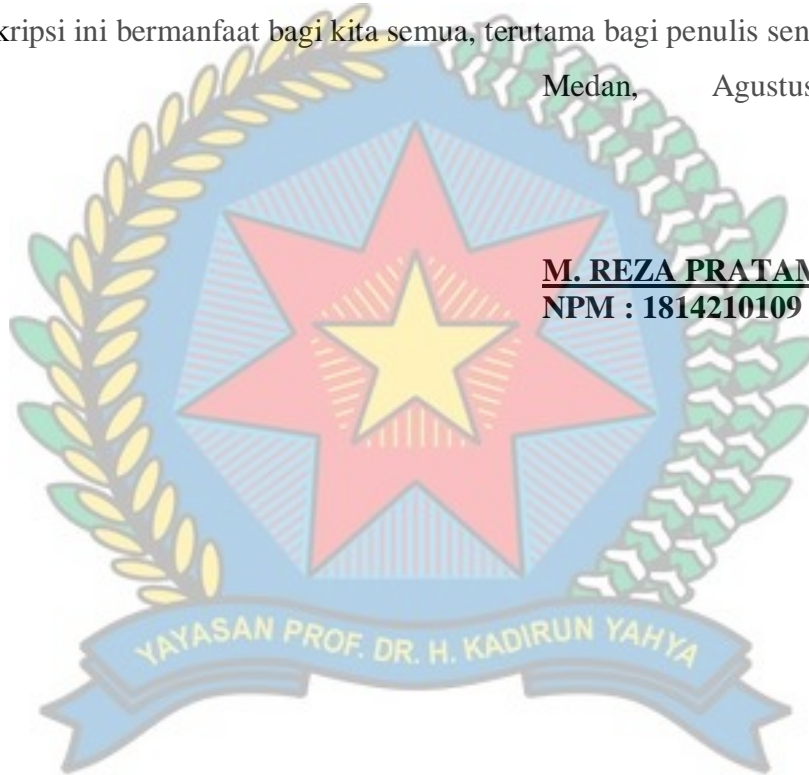 kripsi ini bermanfaat bagi kita semua, terutama bagi penulis sen
Medan, Agustus
M. REZA PRATAM
NPM : 1814210109
YAYASAN PROF. DR. H. KADIRUN YAHYA